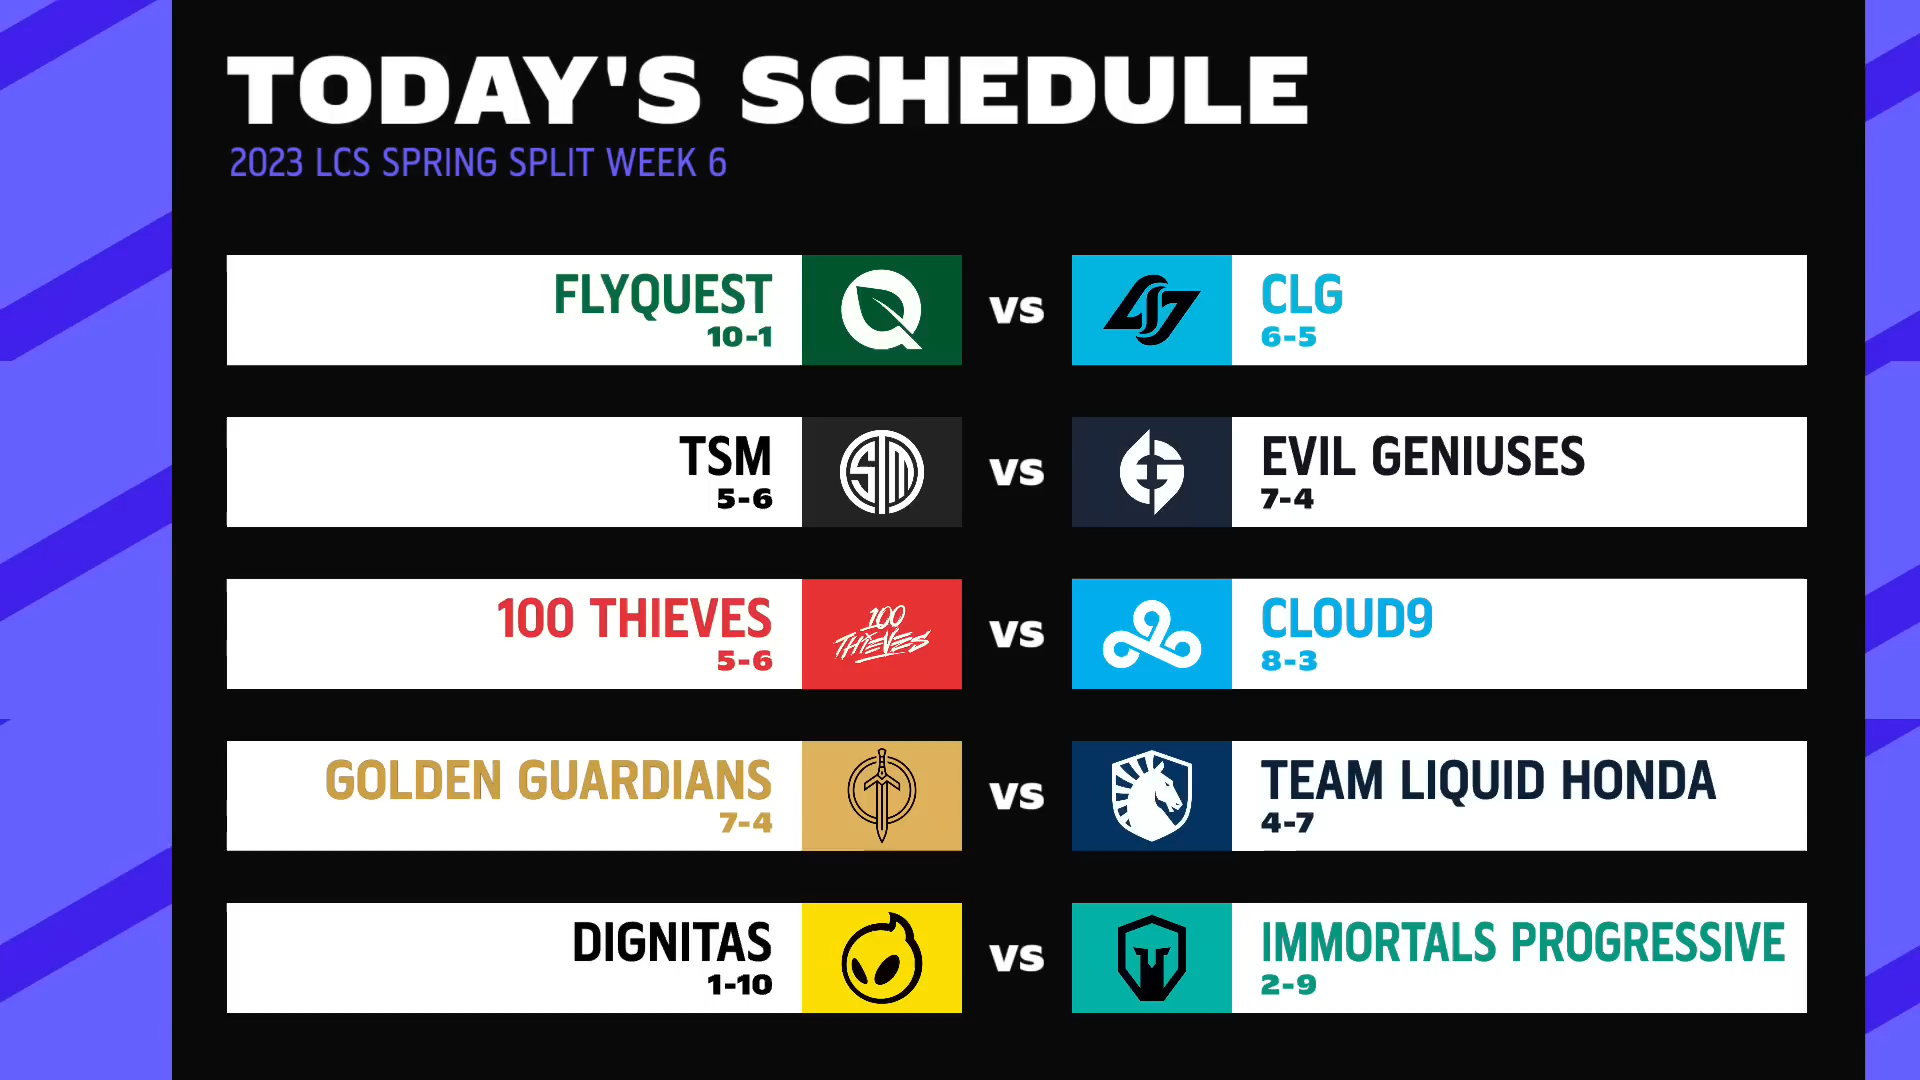 TODAY'S SCHEDULE
2023 LCS SPRING SPLIT WEEK 6
FLYQUEST
10-1
VS
CLG
6-5
TSM
5-6
TSM
VS
EVIL GENIUSES
7-4
100 THIEVES
5-6
100
THIEVES
VS
CLOUD9
8-3
GOLDEN GUARDIANS
7-4
VS
TEAM LIQUID HONDA
4-7
DIGNITAS
1-10
VS
IMMORTALS PROGRESSIVE
2-9